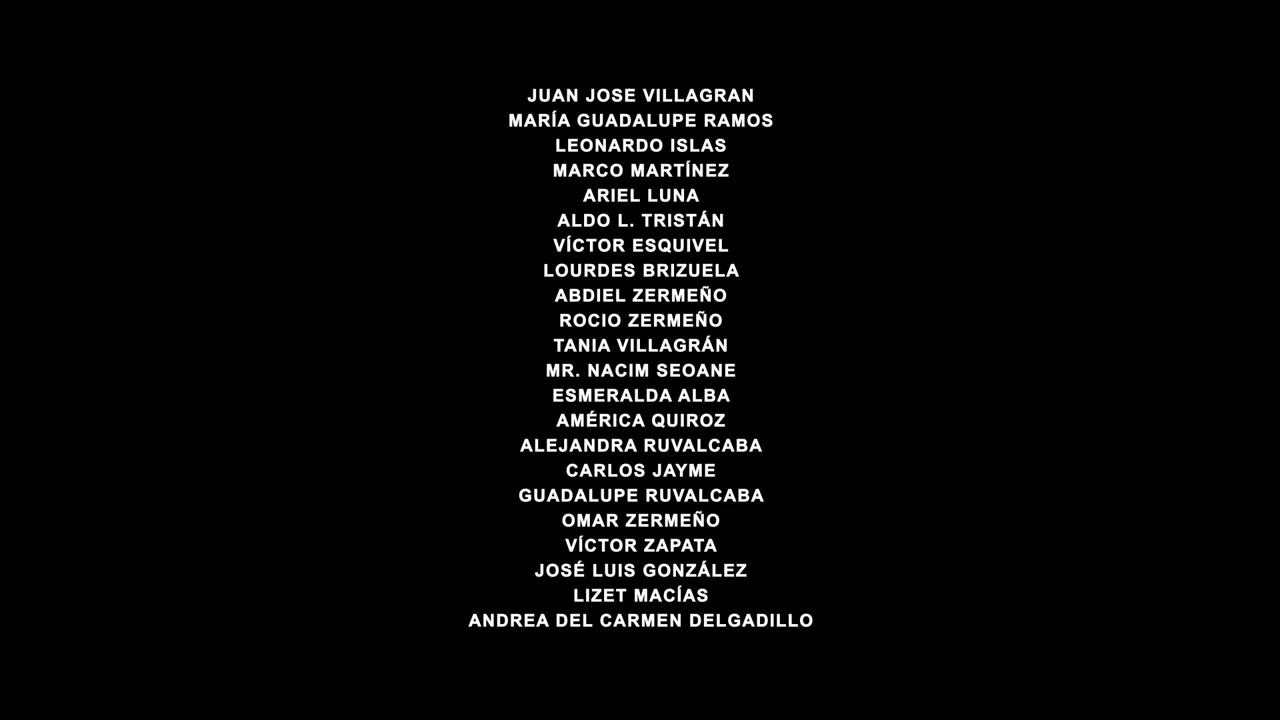 JUAN JOSE VILLAGRAN
MARÍA GUADALUPE RAMOS
LEONARDO ISLAS
MARCO MARTÍNEZ
ARIEL LUNA
ALDO L. TRISTÁN
VÍCTOR ESQUIVEL
LOURDES BRIZUELA
ABDIEL ZERMEÑO
ROCIO ZERMEÑO
TANIA VILLAGRÁN
MR. NACIM SEOANE
ESMERALDA ALBA
AMÉRICA QUIROZ
ALEJANDRA RUVALCABA
CARLOS JAYME
GUADALUPE RUVALCABA
OMAR ZERMEÑO
VÍCTOR ZAPATA
JOSÉ LUIS GONZÁLEZ
LIZET MACÍAS
ANDREA DEL CARMEN DELGADILLO